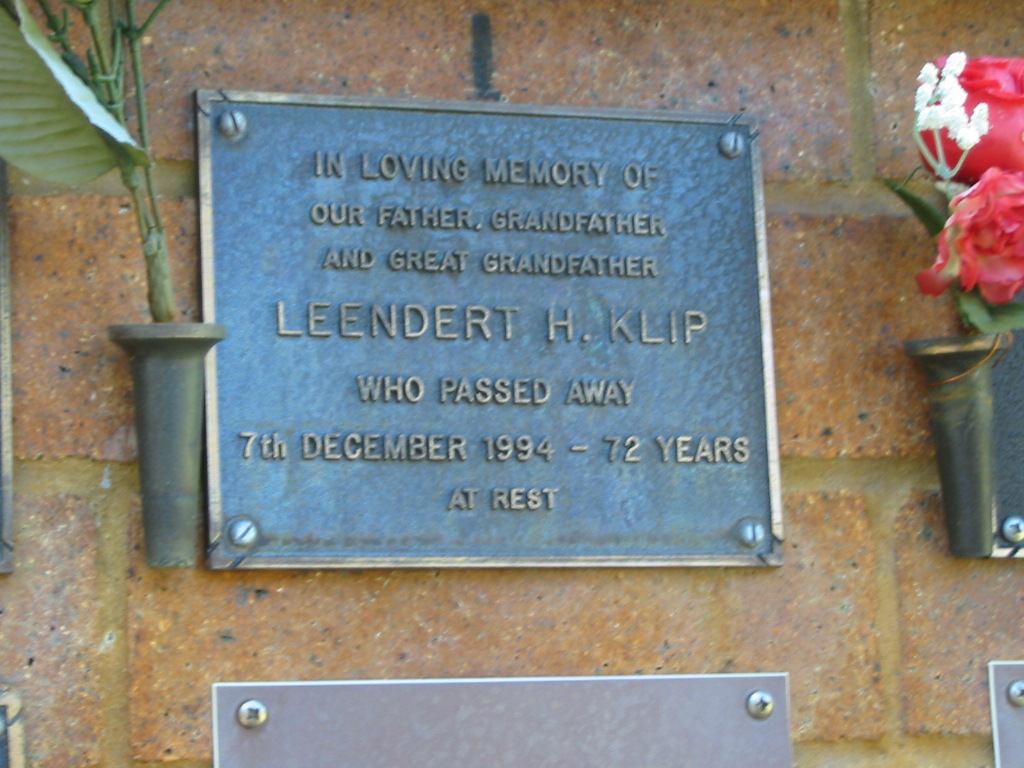 IN LOVING MEMORY OF
OUR FATHER, GRANDFATHER
AND GREAT GRANDFATHER
LEENDERT H. KLIP
WHO PASSED AWAY
7th DECEMBER 1994 - 72 YEARS
AT REST